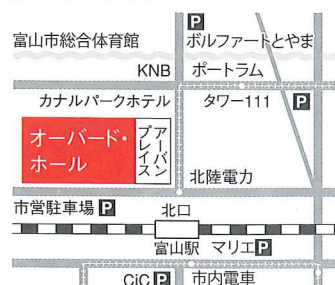 P
富山市総合体育館
ボルファートとやま
KNB
ポートラム
カナルパークホテル
タワー111
P
オーバード・
ホール
アーバン
プレイス
北陸電力
市営駐車場 P
北口
富山駅
マリエ P
CiC P
市内電車